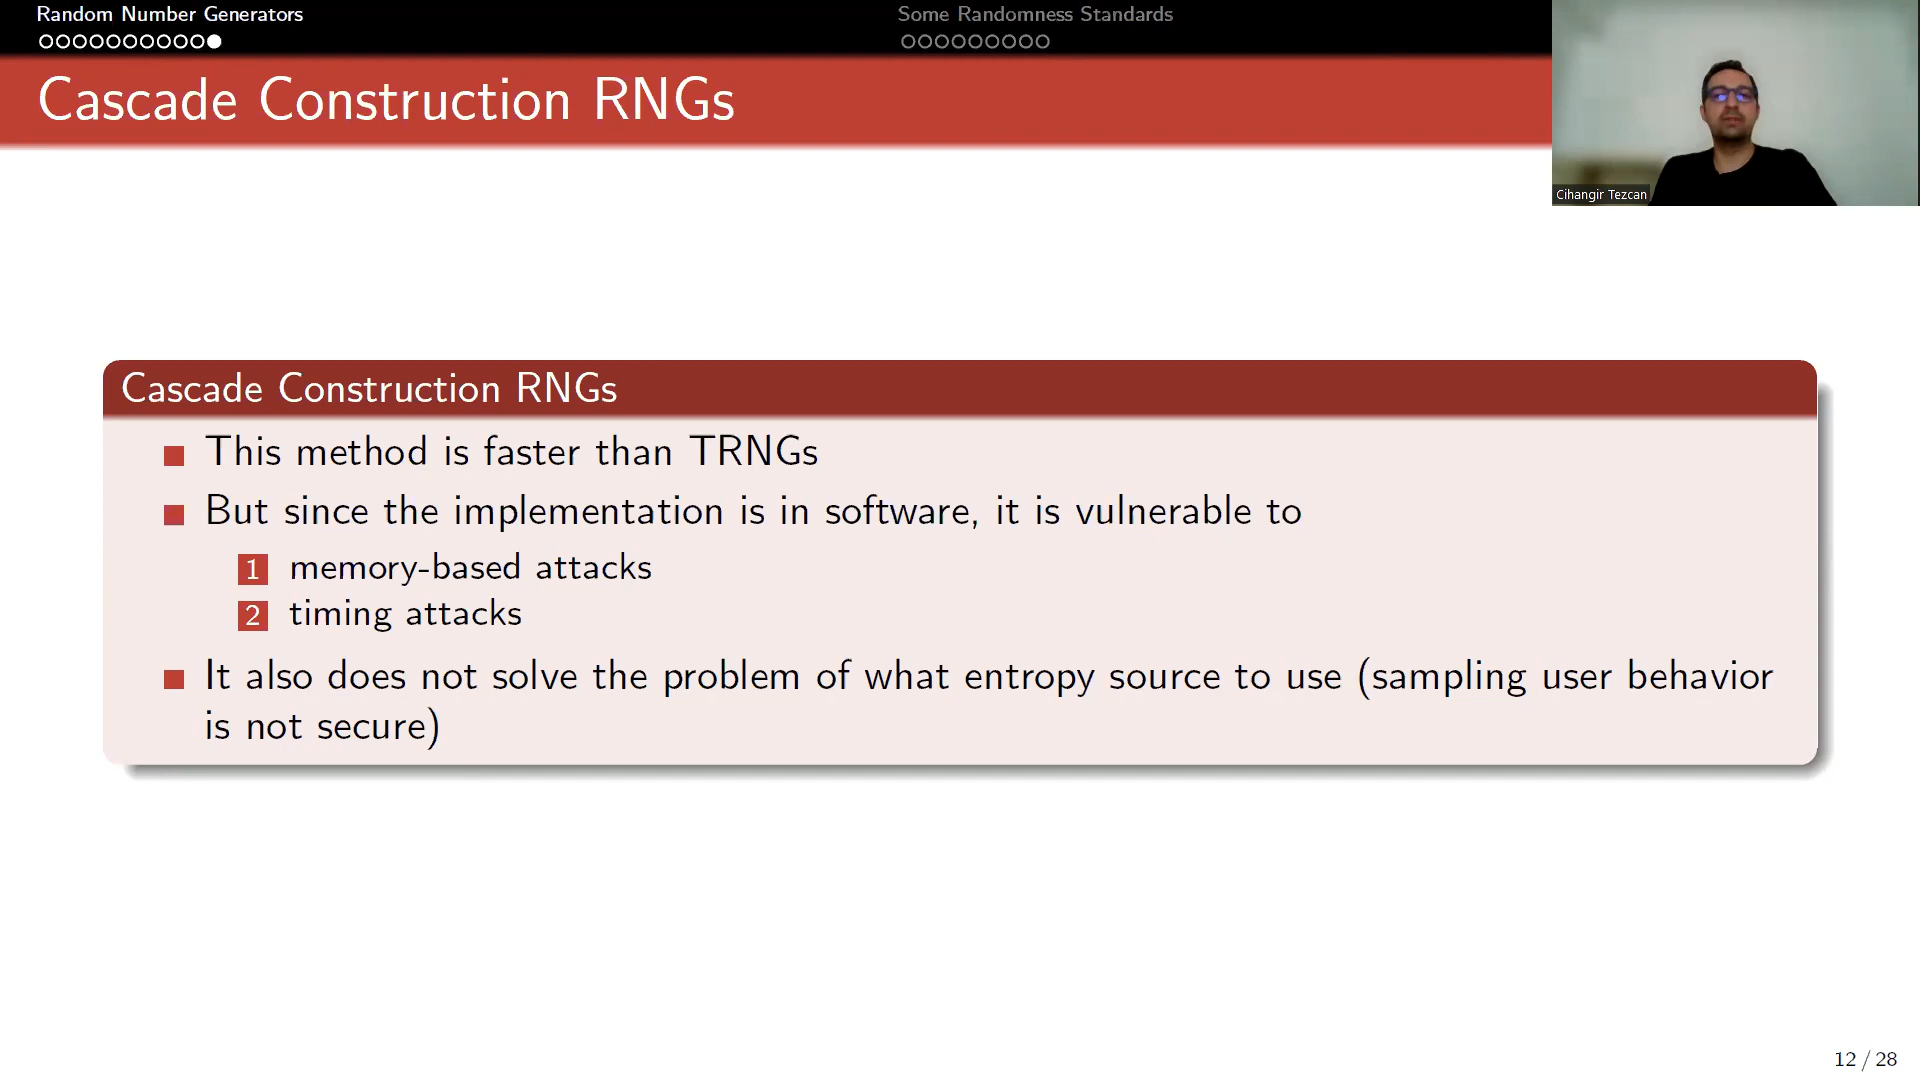 Random Number Generators
Some Randomness Standards
Cascade Construction RNGs
Cihangir Tezcan
Cascade Construction RNGs
This method is faster than TRNGs
But since the implementation is in software, it is vulnerable to
1 memory-based attacks
2 timing attacks
It also does not solve the problem of what entropy source to use (sampling user behavior
is not secure)
12 / 28